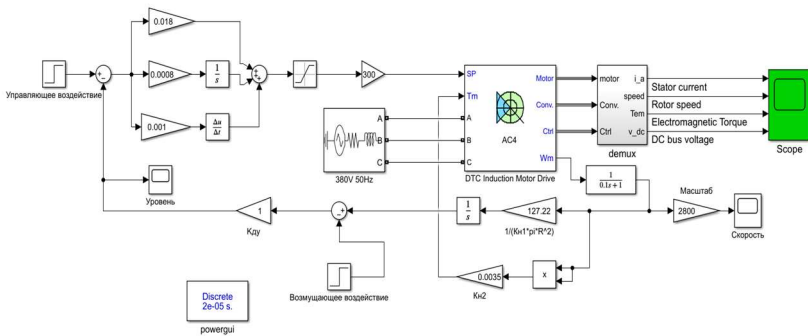 0.018
0.0008
1
s
0.001
Δu
Δt
300
Управляющее воздействие
SP
Tm
A
B
C
Motor
Conv.
Ctrl
Wm
AC4
DTC Induction Motor Drive
A
B
C
380V 50Hz
motor
Conv.
Ctrl
i_a
speed
Tem
v_dc
demux
Stator current
Rotor speed
Electromagnetic Torque
DC bus voltage
Scope
1
0.1s+1
Уровень
1
Кду
1
s
127.22
1/(Кн1*pi*R^2)
Масштаб
2800
Скорость
Возмущающее воздействие
0.0035
Кн2
x
Discrete
2e-05 s.
powergui